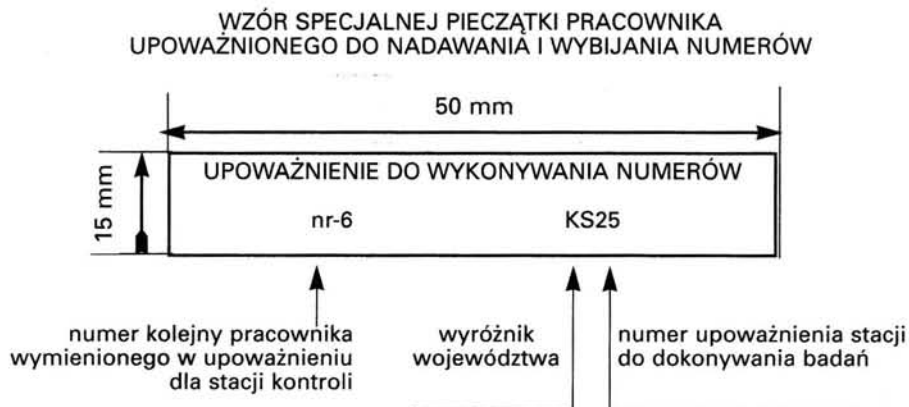 WZÓR SPECJALNEJ PIECZĄTKI PRACOWNIKA
UPOWAŻNIONEGO DO NADAWANIA I WYBIJANIA NUMERÓW
50 mm
15 mm
UPOWAŻNIENIE DO WYKONYWANIA NUMERÓW
nr-6 KS25
numer kolejny pracownika
wymienionego w upoważnieniu
dla stacji kontroli
wyróżnik
województwa
numer upoważnienia stacji
do dokonywania badań